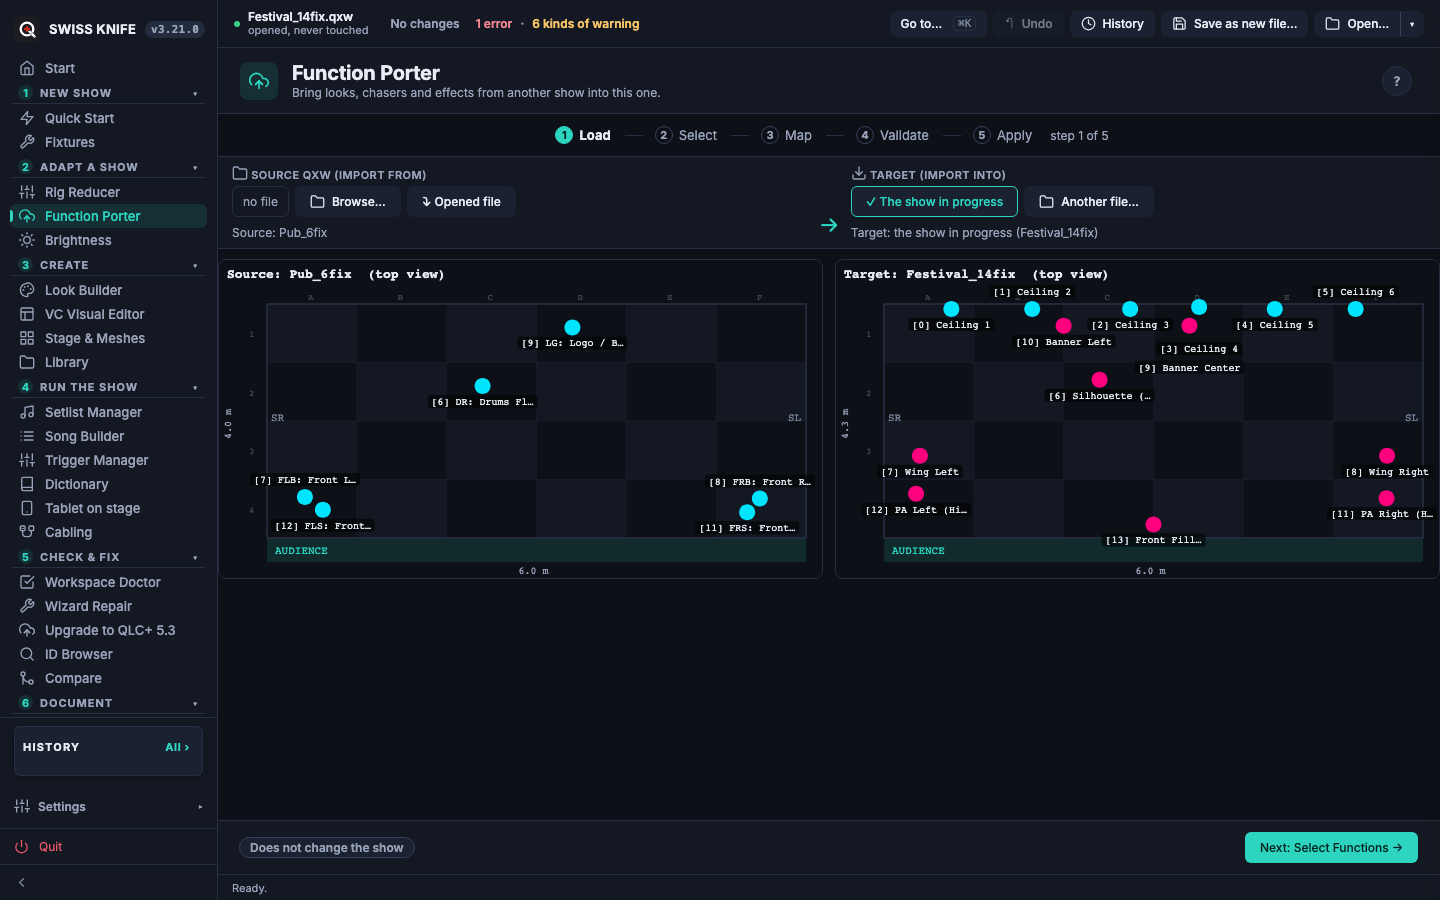 SWISS KNIFE v3.21.0
Start
1 NEW SHOW
Quick Start
Fixtures
2 ADAPT A SHOW
Rig Reducer
Function Porter
Brightness
3 CREATE
Look Builder
VC Visual Editor
Stage & Meshes
Library
4 RUN THE SHOW
Setlist Manager
Song Builder
Trigger Manager
Dictionary
Tablet on stage
Cabling
5 CHECK & FIX
Workspace Doctor
Wizard Repair
Upgrade to QLC+ 5.3
ID Browser
Compare
6 DOCUMENT
HISTORY All ›
Settings
Quit
Festival_14fix.qxw
opened, never touched
No changes 1 error · 6 kinds of warning
Go to... ⌘K Undo History Save as new file... Open...
Function Porter
Bring looks, chasers and effects from another show into this one.
?
1 Load 2 Select 3 Map 4 Validate 5 Apply step 1 of 5
SOURCE QXW (IMPORT FROM)
no file Browse... Opened file
Source: Pub_6fix
→
TARGET (IMPORT INTO)
✓ The show in progress Another file...
Target: the show in progress (Festival_14fix)
Source: Pub_6fix (top view)
A B C D E F
1
[9] LG: Logo / B…
2
[6] DR: Drums Fl…
SR SL
4.0 m
3
[7] FLB: Front L… [8] FRB: Front R…
4
[12] FLS: Front… [11] FRS: Front…
AUDIENCE
6.0 m
Target: Festival_14fix (top view)
[1] Ceiling 2 [5] Ceiling 6
A C D E
[0] Ceiling 1 [2] Ceiling 3 [4] Ceiling 5
1
[10] Banner Left
[3] Ceiling 4
[9] Banner Center
2
[6] Silhouette (…
SR SL
4.3 m
3
[7] Wing Left [8] Wing Right
4
[12] PA Left (Hi… [11] PA Right (H…
[13] Front Fill…
AUDIENCE
6.0 m
Does not change the show
Next: Select Functions →
Ready.